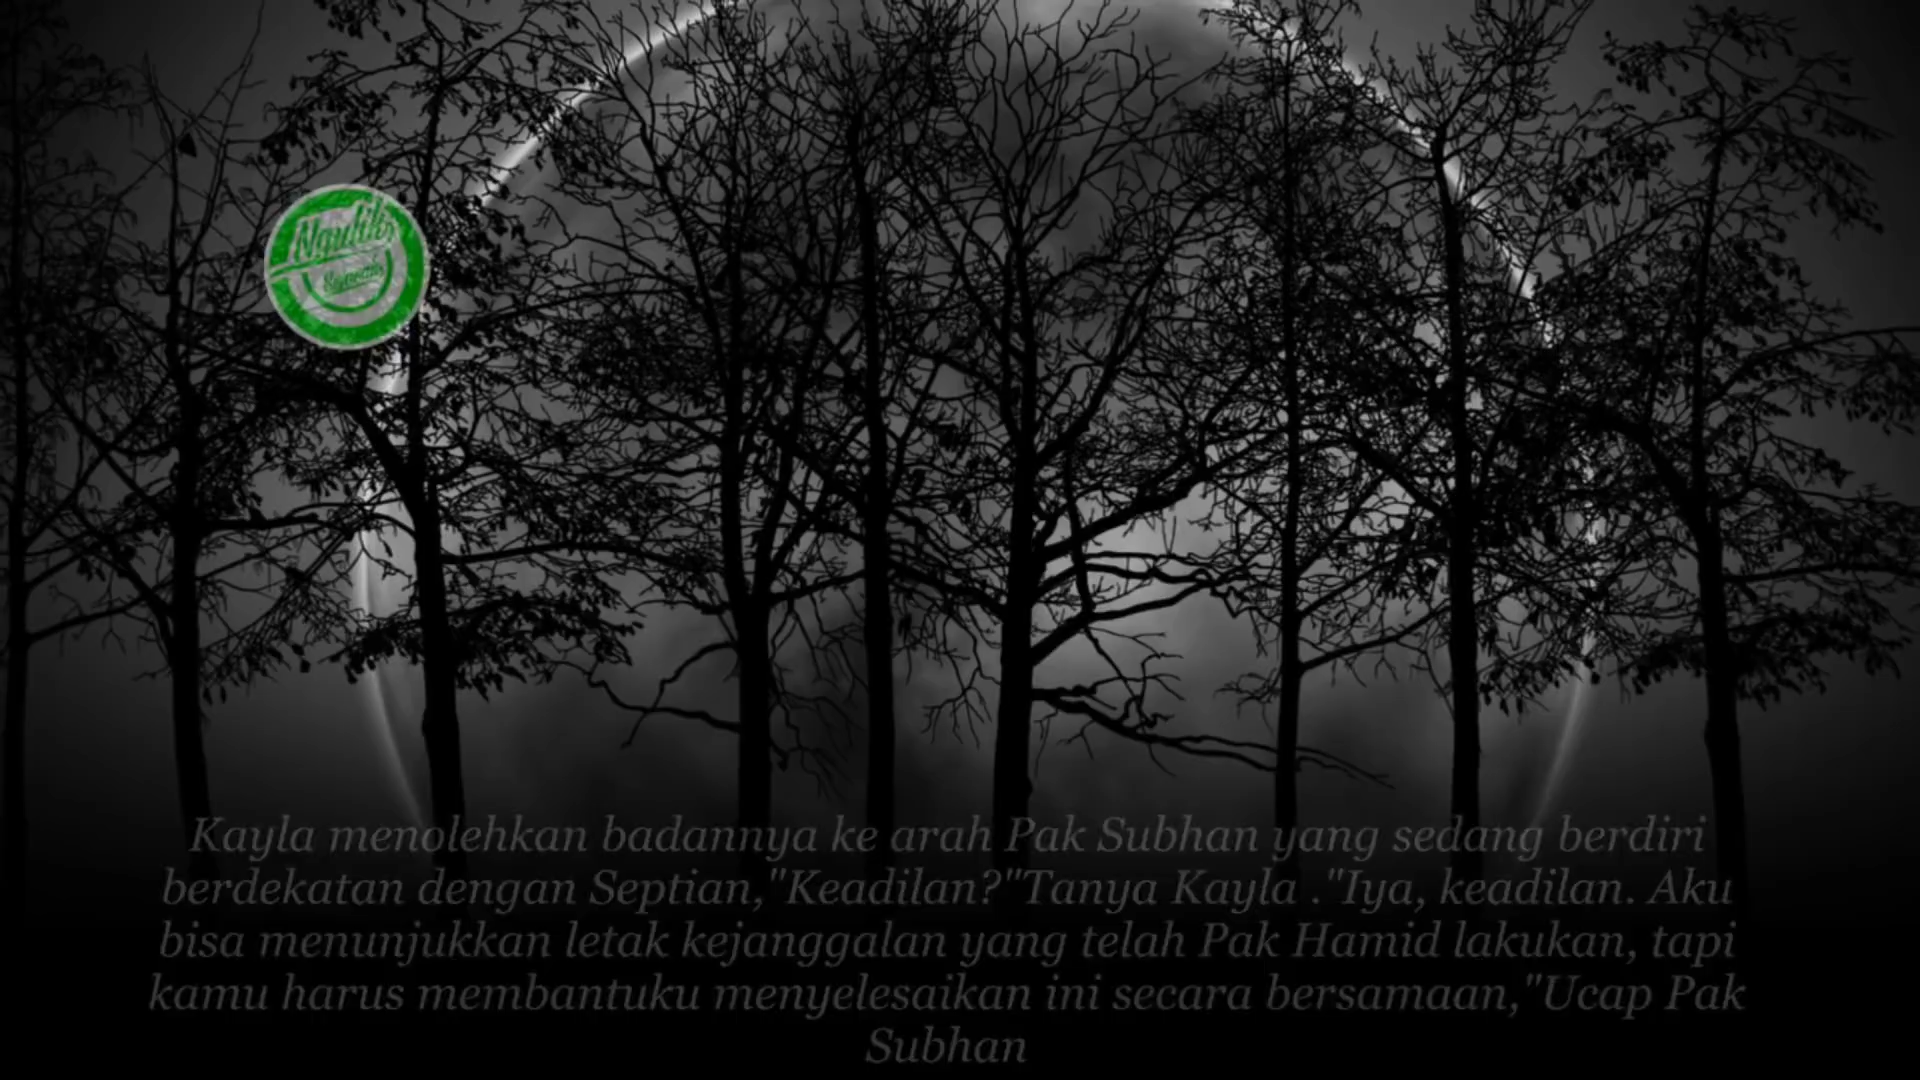 Ngulik
Kayla menolehkan badannya ke arah Pak Subhan yang sedang berdiri
berdekatan dengan Septian,"Keadilan?"Tanya Kayla ."Iya, keadilan. Aku
bisa menunjukkan letak kejanggalan yang telah Pak Hamid lakukan, tapi
kamu harus membantuku menyelesaikan ini secara bersamaan,"Ucap Pak
Subhan